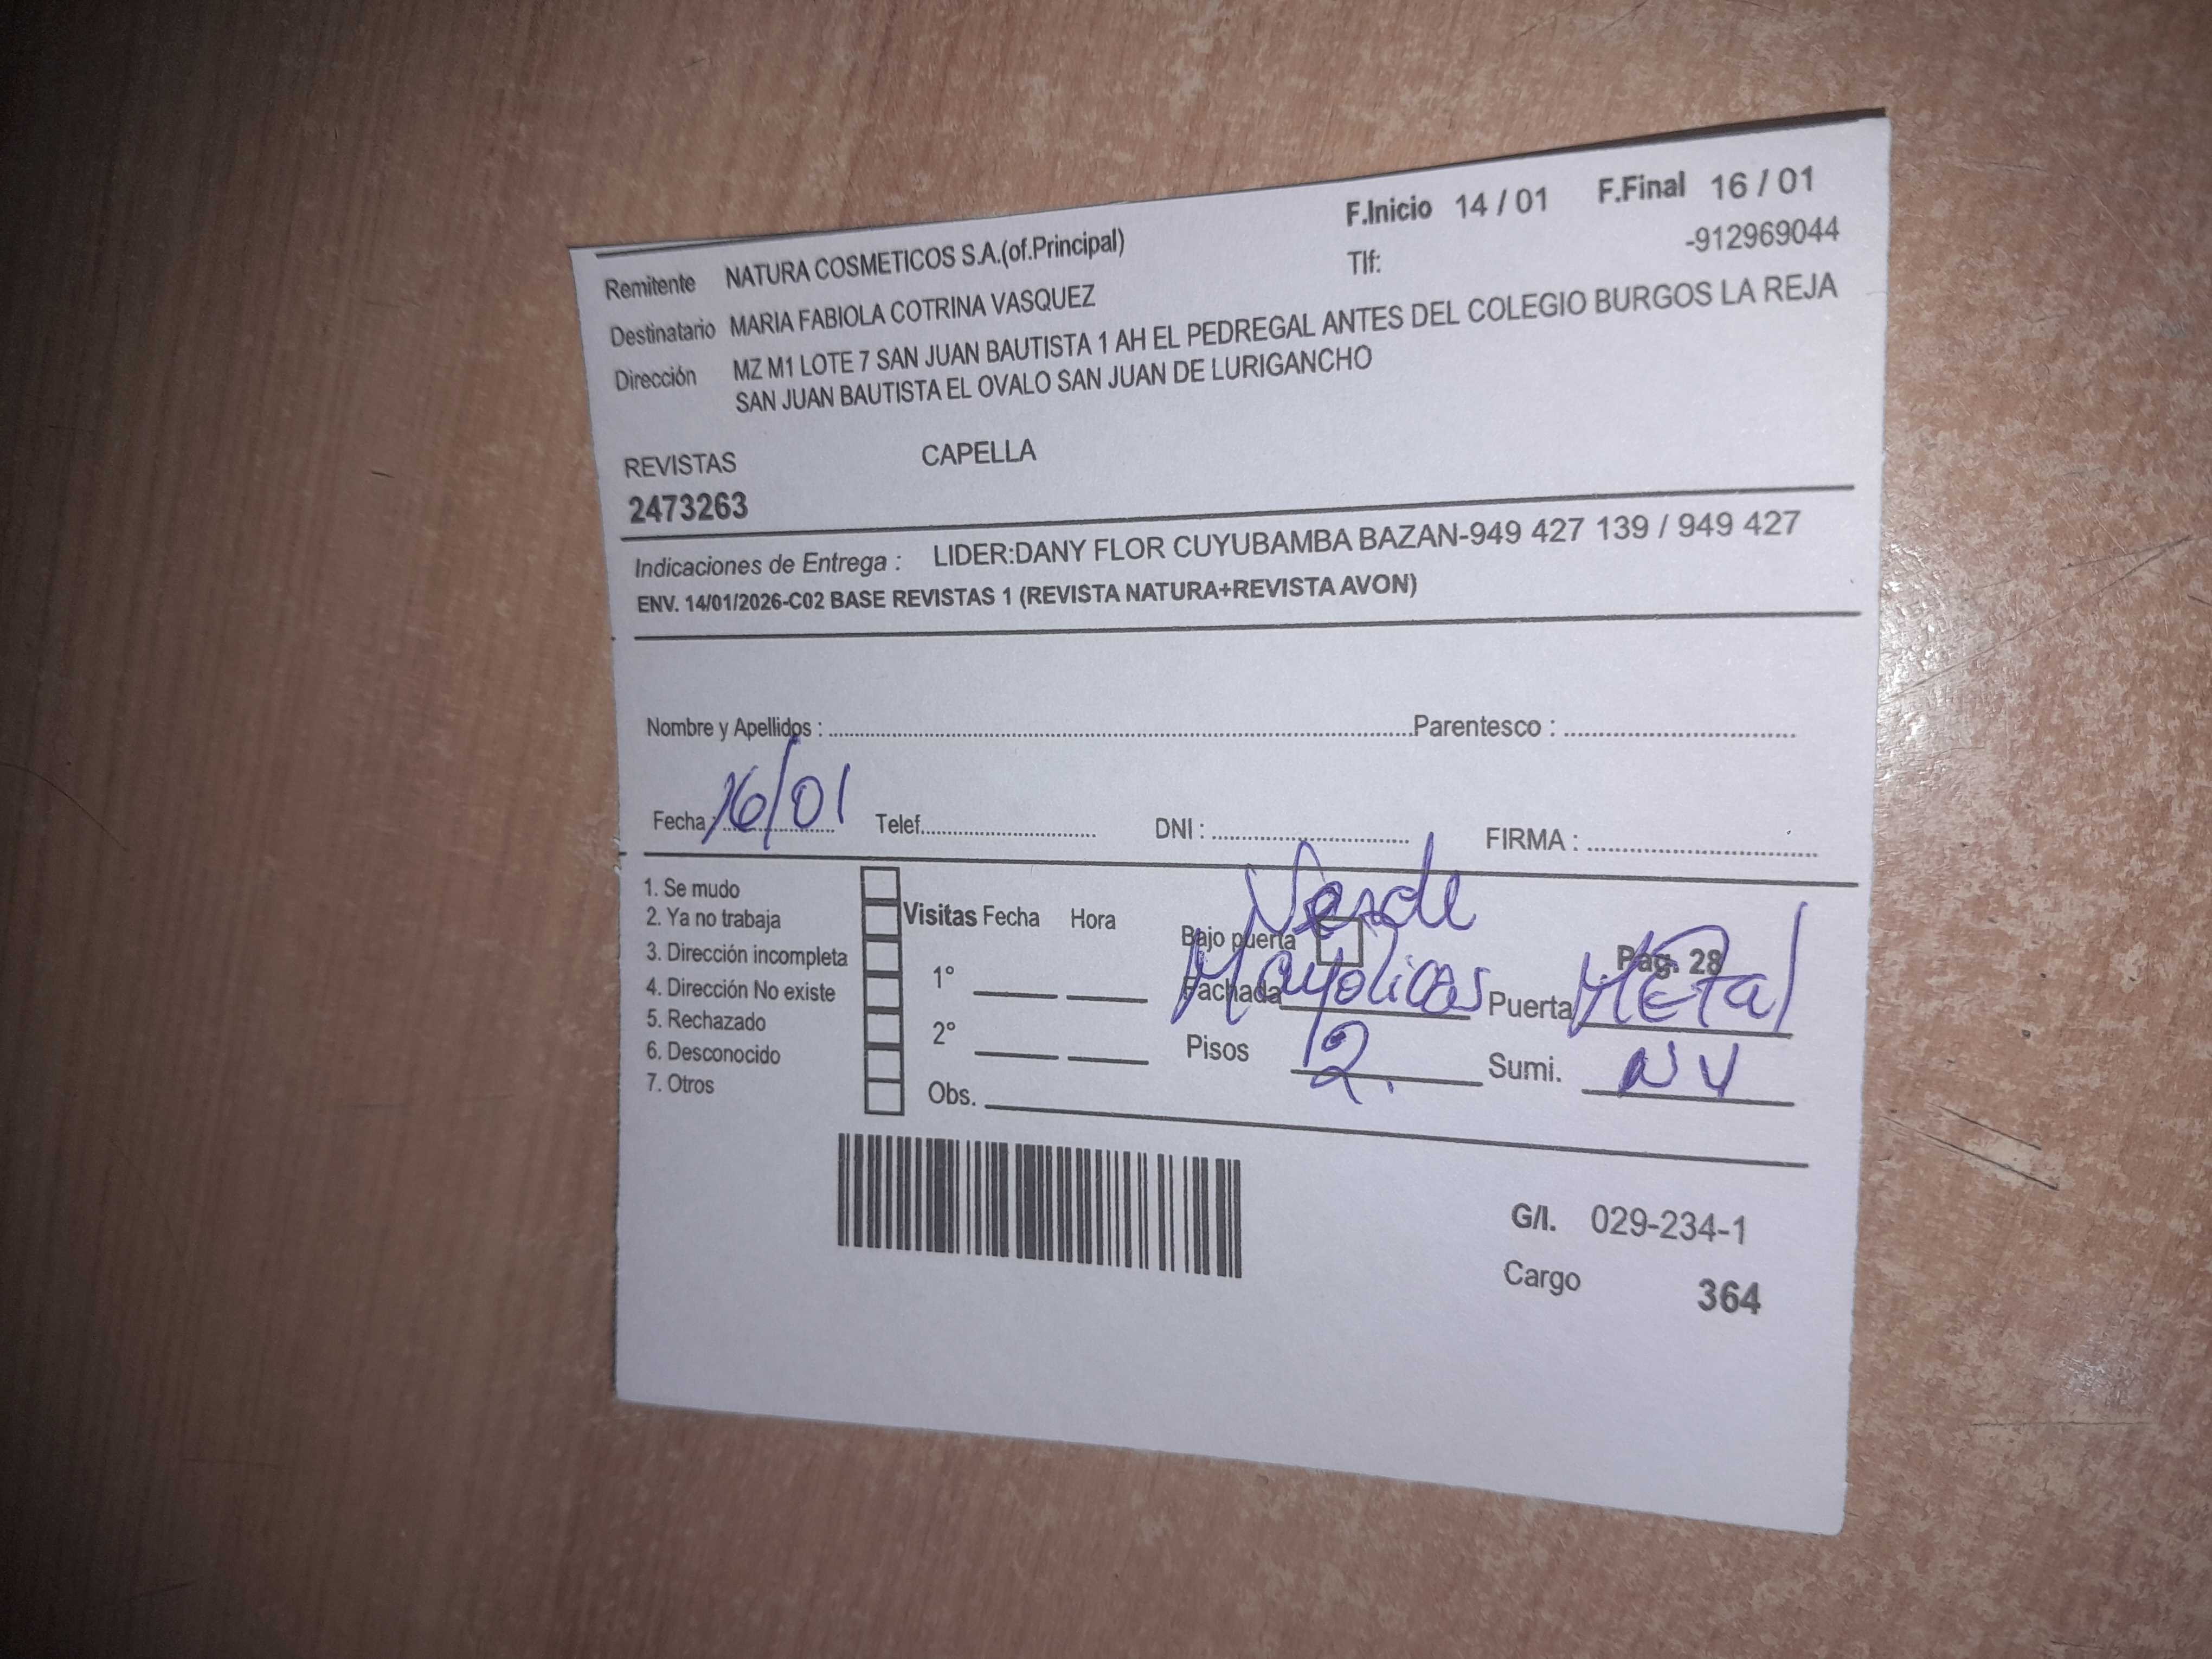 F.Inicio 14 / 01 F.Final 16 / 01
Remitente NATURA COSMETICOS S.A.(of.Principal) Tlf: -912969044
Destinatario MARIA FABIOLA COTRINA VASQUEZ
Dirección MZ M1 LOTE 7 SAN JUAN BAUTISTA 1 AH EL PEDREGAL ANTES DEL COLEGIO BURGOS LA REJA
SAN JUAN BAUTISTA EL OVALO SAN JUAN DE LURIGANCHO
REVISTAS CAPELLA
2473263
Indicaciones de Entrega : LIDER:DANY FLOR CUYUBAMBA BAZAN-949 427 139 / 949 427
ENV. 14/01/2026-C02 BASE REVISTAS 1 (REVISTA NATURA+REVISTA AVON)
Nombre y Apellidos : Parentesco :
Fecha : 16/01 Telef. DNI : FIRMA :
1. Se mudo
2. Ya no trabaja
3. Dirección incompleta
4. Dirección No existe
5. Rechazado
6. Desconocido
7. Otros
Visitas Fecha Hora
1°
2°
Obs.
Verde
Bajo puerta Pag. 28
Fachada Mayolicas Puerta METal
Pisos 2. Sumi. NV
G/I. 029-234-1
Cargo 364